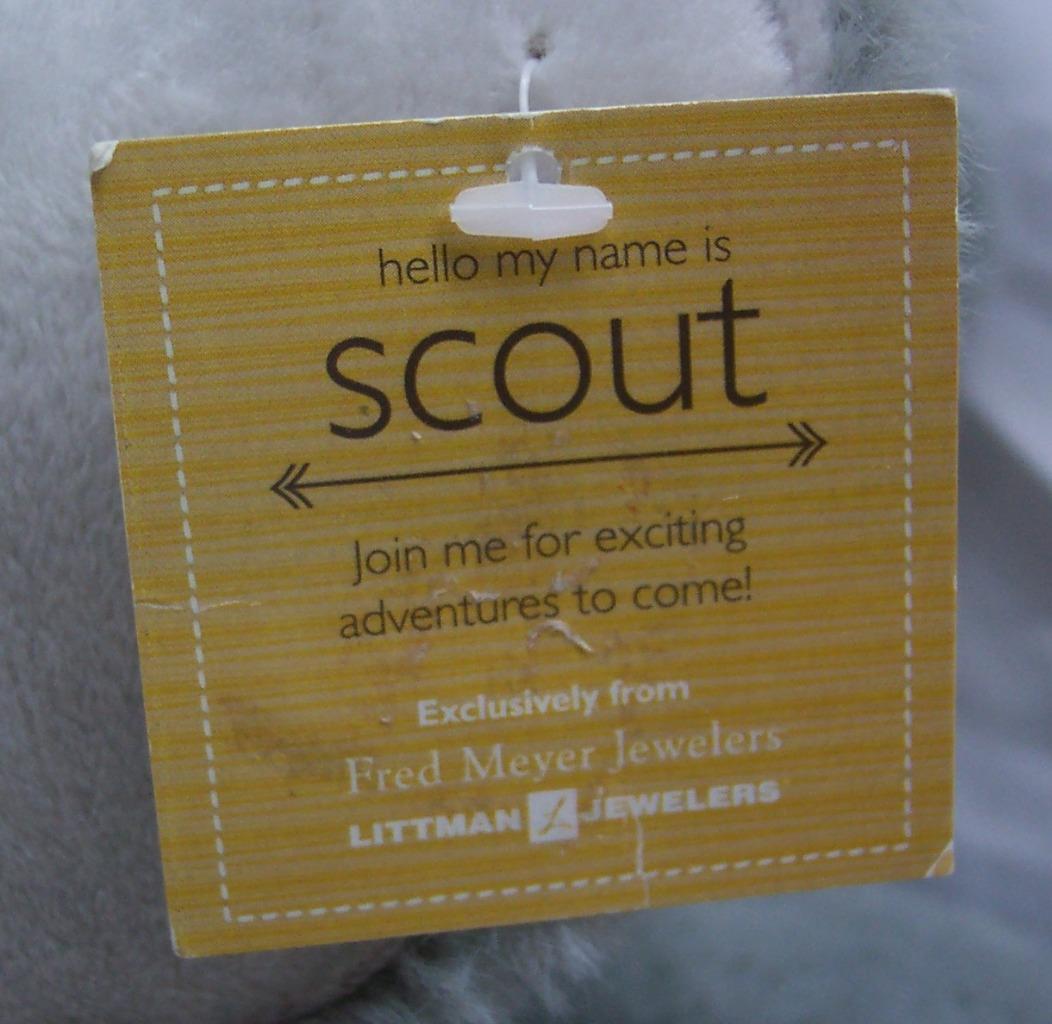 hello my name is
scout
Join me for exciting
adventures to come!
Exclusively from
Fred Meyer Jewelers
LITTMAN L JEWELERS